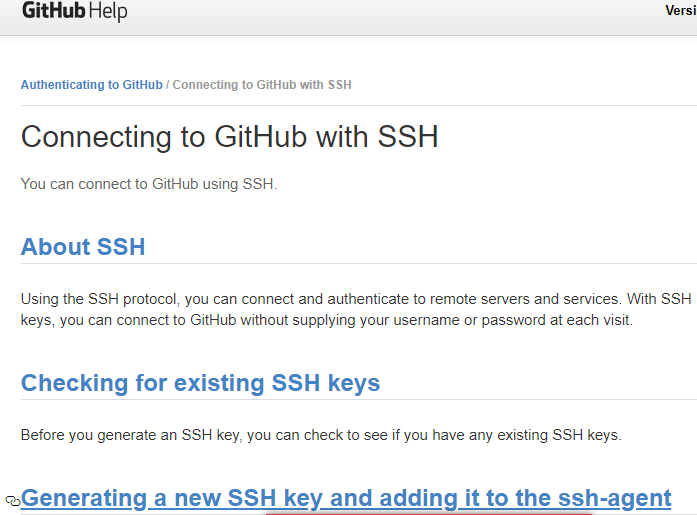 GitHub Help
Versi
Authenticating to GitHub / Connecting to GitHub with SSH
Connecting to GitHub with SSH
You can connect to GitHub using SSH.
About SSH
Using the SSH protocol, you can connect and authenticate to remote servers and services. With SSH
keys, you can connect to GitHub without supplying your username or password at each visit.
Checking for existing SSH keys
Before you generate an SSH key, you can check to see if you have any existing SSH keys.
Generating a new SSH key and adding it to the ssh-agent